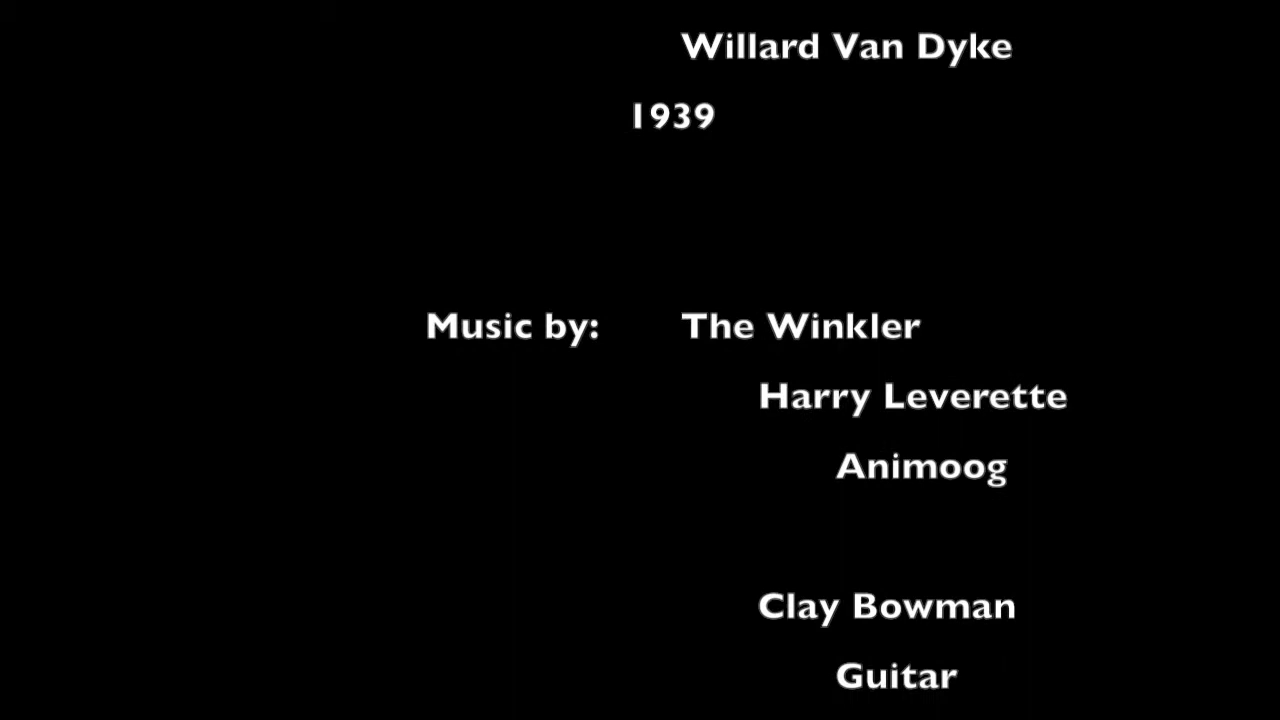 Willard Van Dyke
1939
Music by: The Winkler
Harry Leverette
Animoog
Clay Bowman
Guitar